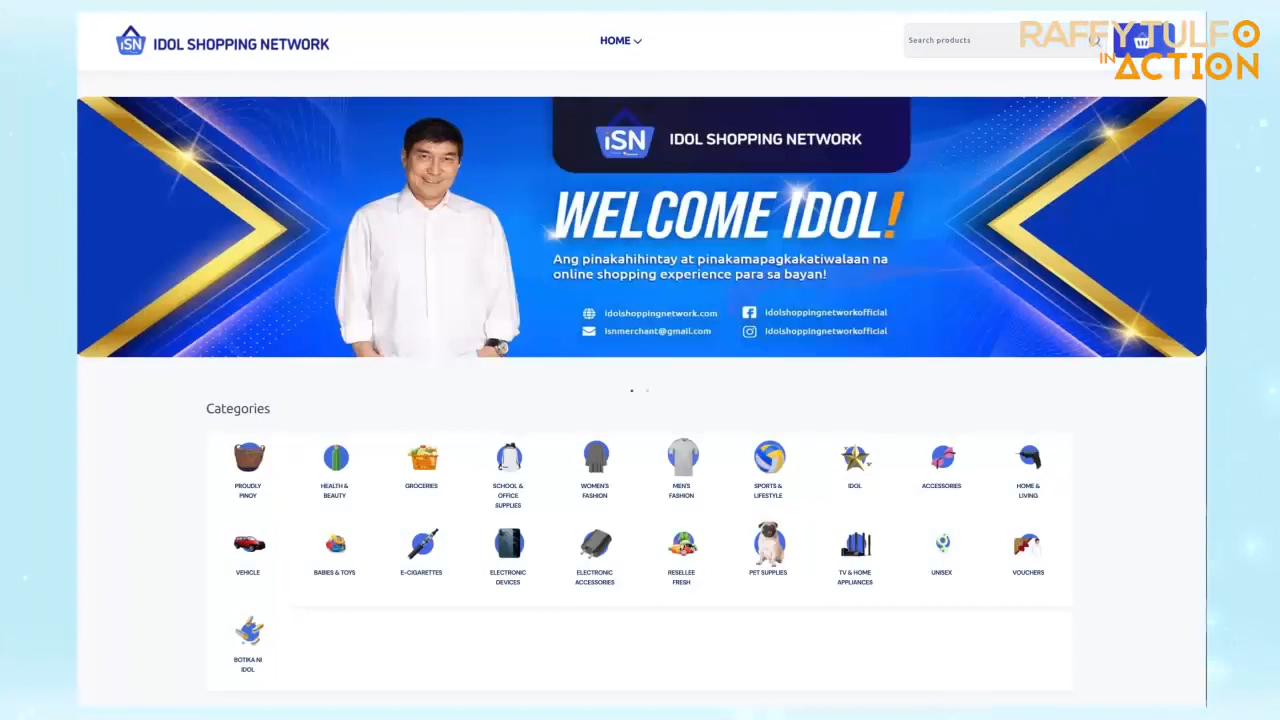 iSN IDOL SHOPPING NETWORK
HOME
Search products
RAFFY TULFO
IN ACTION
iSN IDOL SHOPPING NETWORK
WELCOME IDOL!
Ang pinakahihintay at pinakamapagkakatiwalaan na
online shopping experience para sa bayan!
idolshoppingnetwork.com
idolshoppingnetworkofficial
isnmerchant@gmail.com
idolshoppingnetworkofficial
Categories
PROUDLY
PINOY
HEALTH &
BEAUTY
GROCERIES
SCHOOL &
OFFICE
SUPPLIES
WOMEN'S
FASHION
MEN'S
FASHION
SPORTS &
LIFESTYLE
IDOL
ACCESSORIES
HOME &
LIVING
VEHICLE
BABIES & TOYS
E-CIGARETTES
ELECTRONIC
DEVICES
ELECTRONIC
ACCESSORIES
RESELLEE
FRESH
PET SUPPLIES
TV & HOME
APPLIANCES
UNISEX
VOUCHERS
BOTIKA NI
IDOL